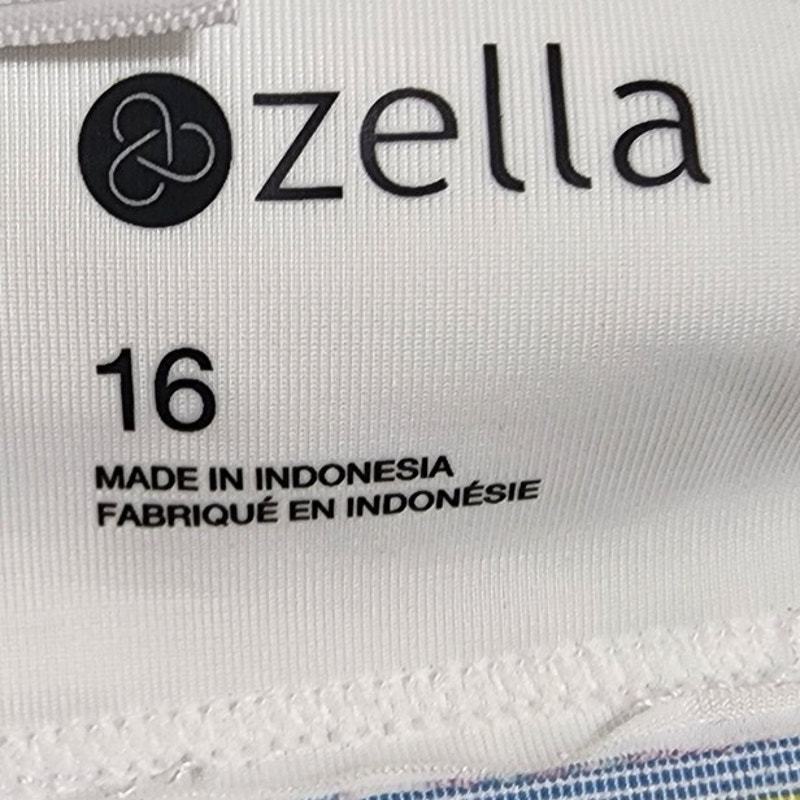 zella
16
MADE IN INDONESIA
FABRIQUÉ EN INDONÉSIE